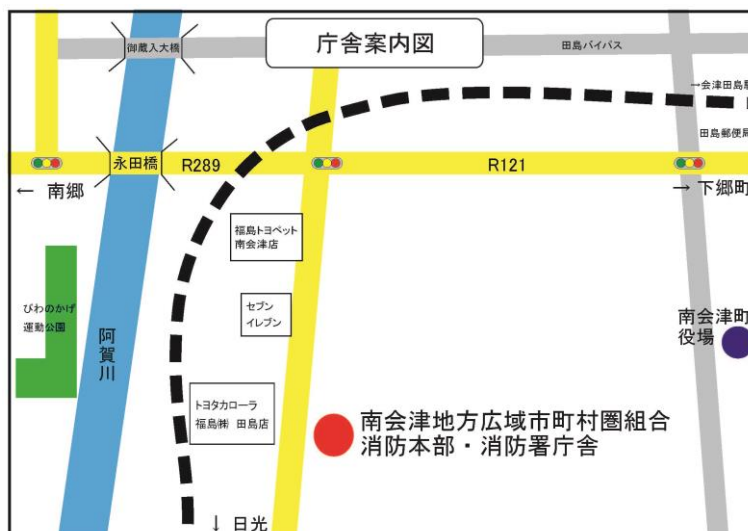 庁舎案内図
御蔵入大橋
田島バイパス
→会津田島駅
田島郵便局
永田橋
R289
R121
← 南郷
→ 下郷町
福島トヨペット
南会津店
びわのかげ
運動公園
セブン
イレブン
阿賀川
南会津町
役場
トヨタカローラ
福島㈱ 田島店
南会津地方広域市町村圏組合
消防本部・消防署庁舎
↓ 日光